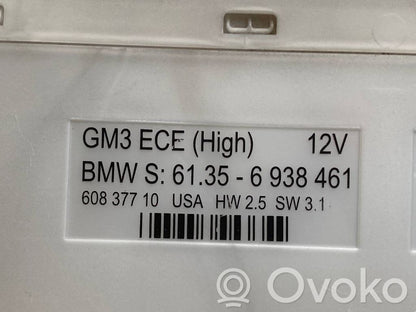 GM3 ECE (High) 12V
BMW S: 61.35 - 6 938 461
608 377 10 USA HW 2.5 SW 3.1
Ovoko